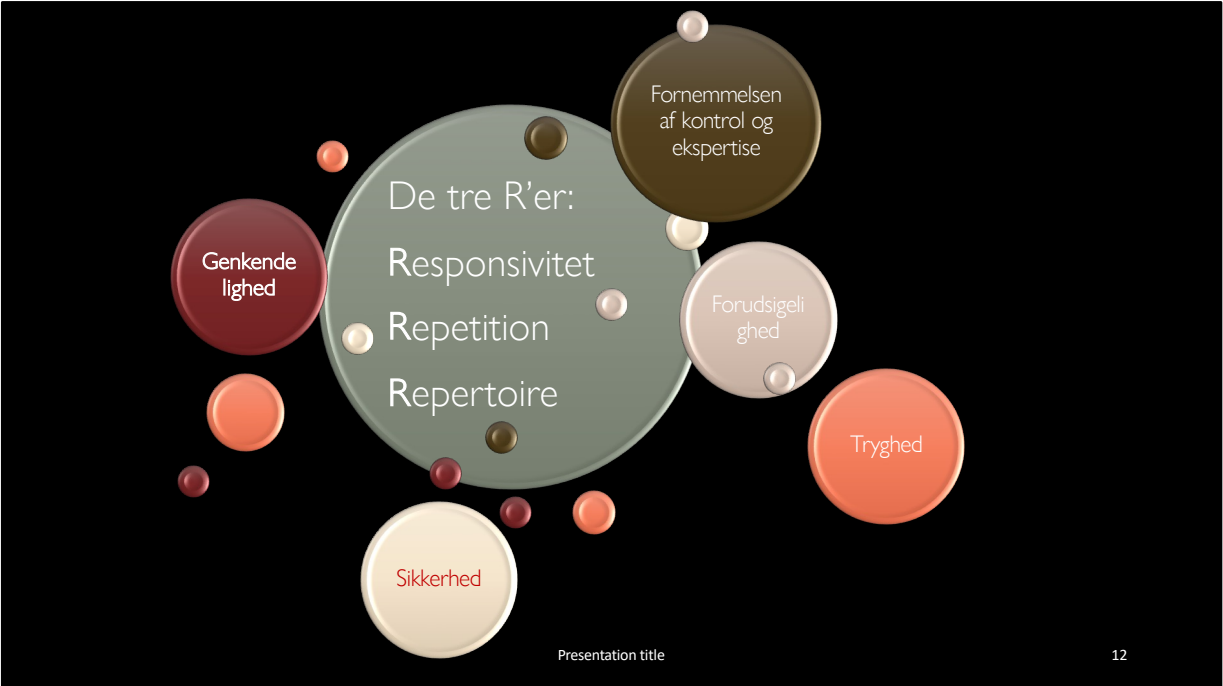 Fornemmelsen
af kontrol og
ekspertise
De tre R’er:
Responsivitet
Repetition
Repertoire
Genkende
lighed
Forudsigeli
ghed
Tryghed
Sikkerhed
Presentation title
12